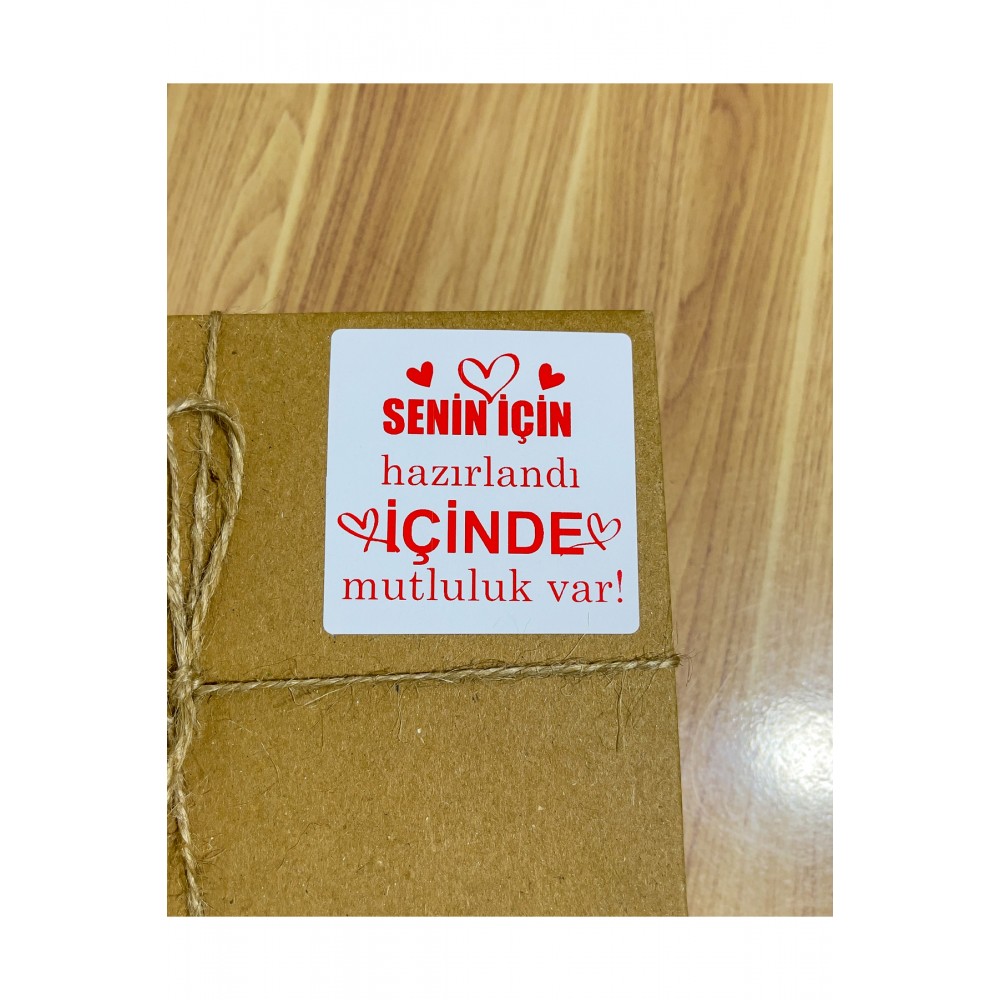 SENİN İÇİN
hazırlandı
İÇİNDE
mutluluk var!